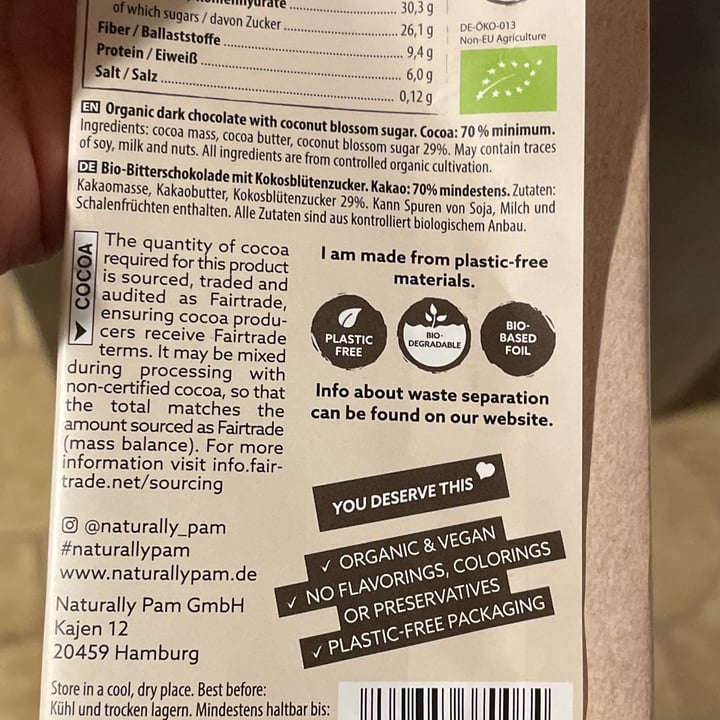 30,3 g
of which sugars / davon Zucker 26,1 g
Fiber / Ballaststoffe 9,4 g
Protein / Eiweiß 6,0 g
Salt / Salz 0,12 g
DE-ÖKO-013
Non-EU Agriculture
EN Organic dark chocolate with coconut blossom sugar. Cocoa: 70 % minimum.
Ingredients: cocoa mass, cocoa butter, coconut blossom sugar 29%. May contain traces
of soy, milk and nuts. All ingredients are from controlled organic cultivation.
DE Bio-Bitterschokolade mit Kokosblütenzucker. Kakao: 70% mindestens. Zutaten:
Kakaomasse, Kakaobutter, Kokosblütenzucker 29%. Kann Spuren von Soja, Milch und
Schalenfrüchten enthalten. Alle Zutaten sind aus kontrolliert biologischem Anbau.
COCOA
The quantity of cocoa
required for this product
is sourced, traded and
audited as Fairtrade,
ensuring cocoa produ-
cers receive Fairtrade
terms. It may be mixed
during processing with
non-certified cocoa, so that
the total matches the
amount sourced as Fairtrade
(mass balance). For more
information visit info.fair-
trade.net/sourcing
I am made from plastic-free
materials.
PLASTIC
FREE
BIO-
DEGRADABLE
BIO-
BASED
FOIL
Info about waste separation
can be found on our website.
YOU DESERVE THIS
✓ ORGANIC & VEGAN
✓ NO FLAVORINGS, COLORINGS
OR PRESERVATIVES
✓ PLASTIC-FREE PACKAGING
@naturally_pam
#naturallypam
www.naturallypam.de
Naturally Pam GmbH
Kajen 12
20459 Hamburg
Store in a cool, dry place. Best before:
Kühl und trocken lagern. Mindestens haltbar bis: